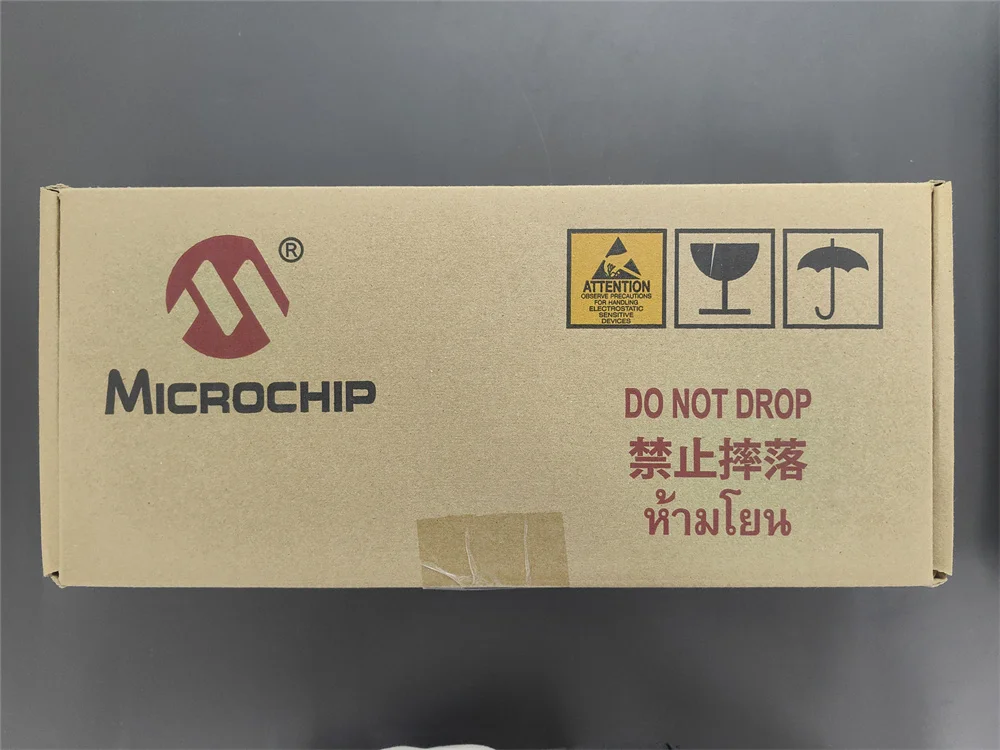 ®
MICROCHIP
ATTENTION
OBSERVE PRECAUTIONS
FOR HANDLING
ELECTROSTATIC
SENSITIVE
DEVICES
DO NOT DROP
禁止摔落
ห้ามโยน